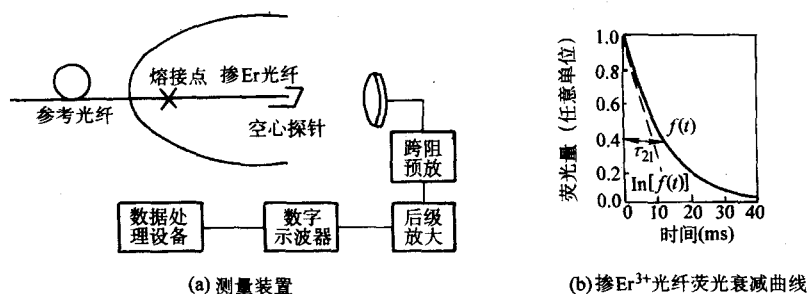 参考光纤
熔接点
掺Er光纤
空心探针
跨阻
预放
数据处
理设备
数字
示波器
后级
放大
(a) 测量装置
荧光量（任意单位）
1.0
0.8
0.6
0.4
0.2
0
f(t)
τ21
In[f(t)]
0 10 20 30 40
时间(ms)
(b)掺Er3+光纤荧光衰减曲线